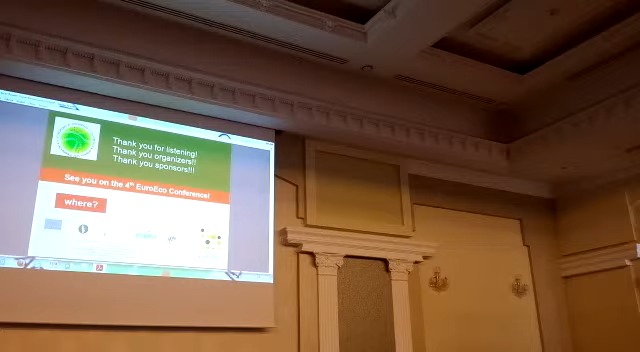 Thank you for listening!
Thank you organizers!!
Thank you sponsors!!!
See you on the 4th EuroEco Conference!
where?